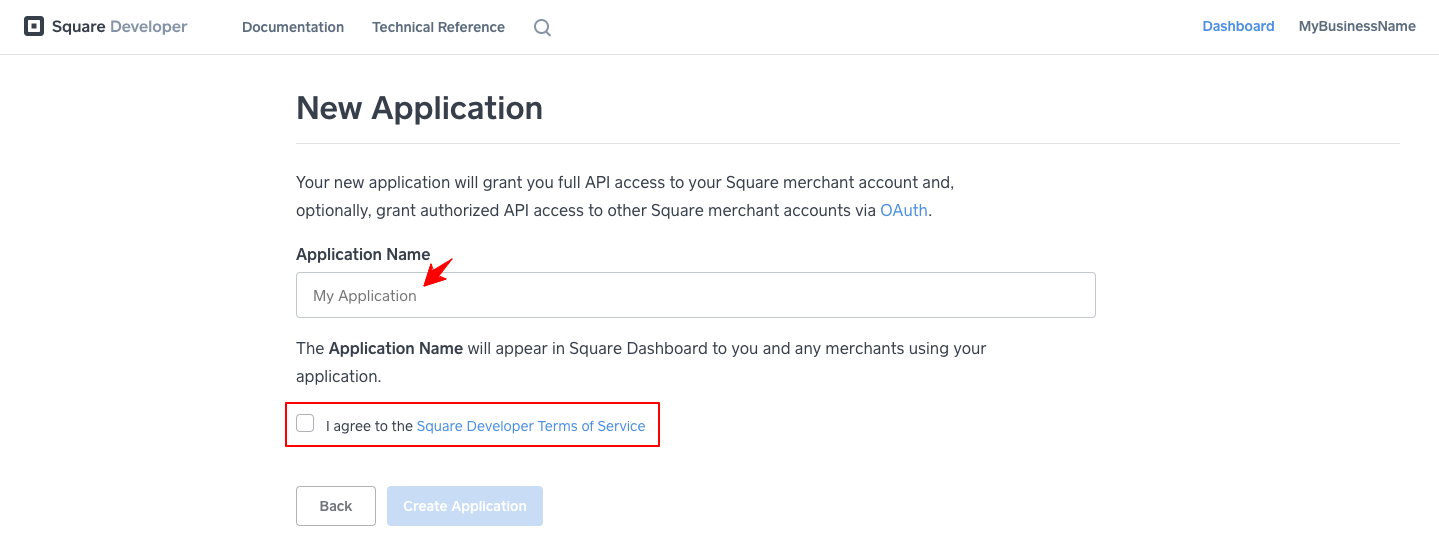 Square Developer
Documentation
Technical Reference
Dashboard
MyBusinessName
New Application
Your new application will grant you full API access to your Square merchant account and,
optionally, grant authorized API access to other Square merchant accounts via OAuth.
Application Name
My Application
The Application Name will appear in Square Dashboard to you and any merchants using your
application.
I agree to the Square Developer Terms of Service
Back
Create Application